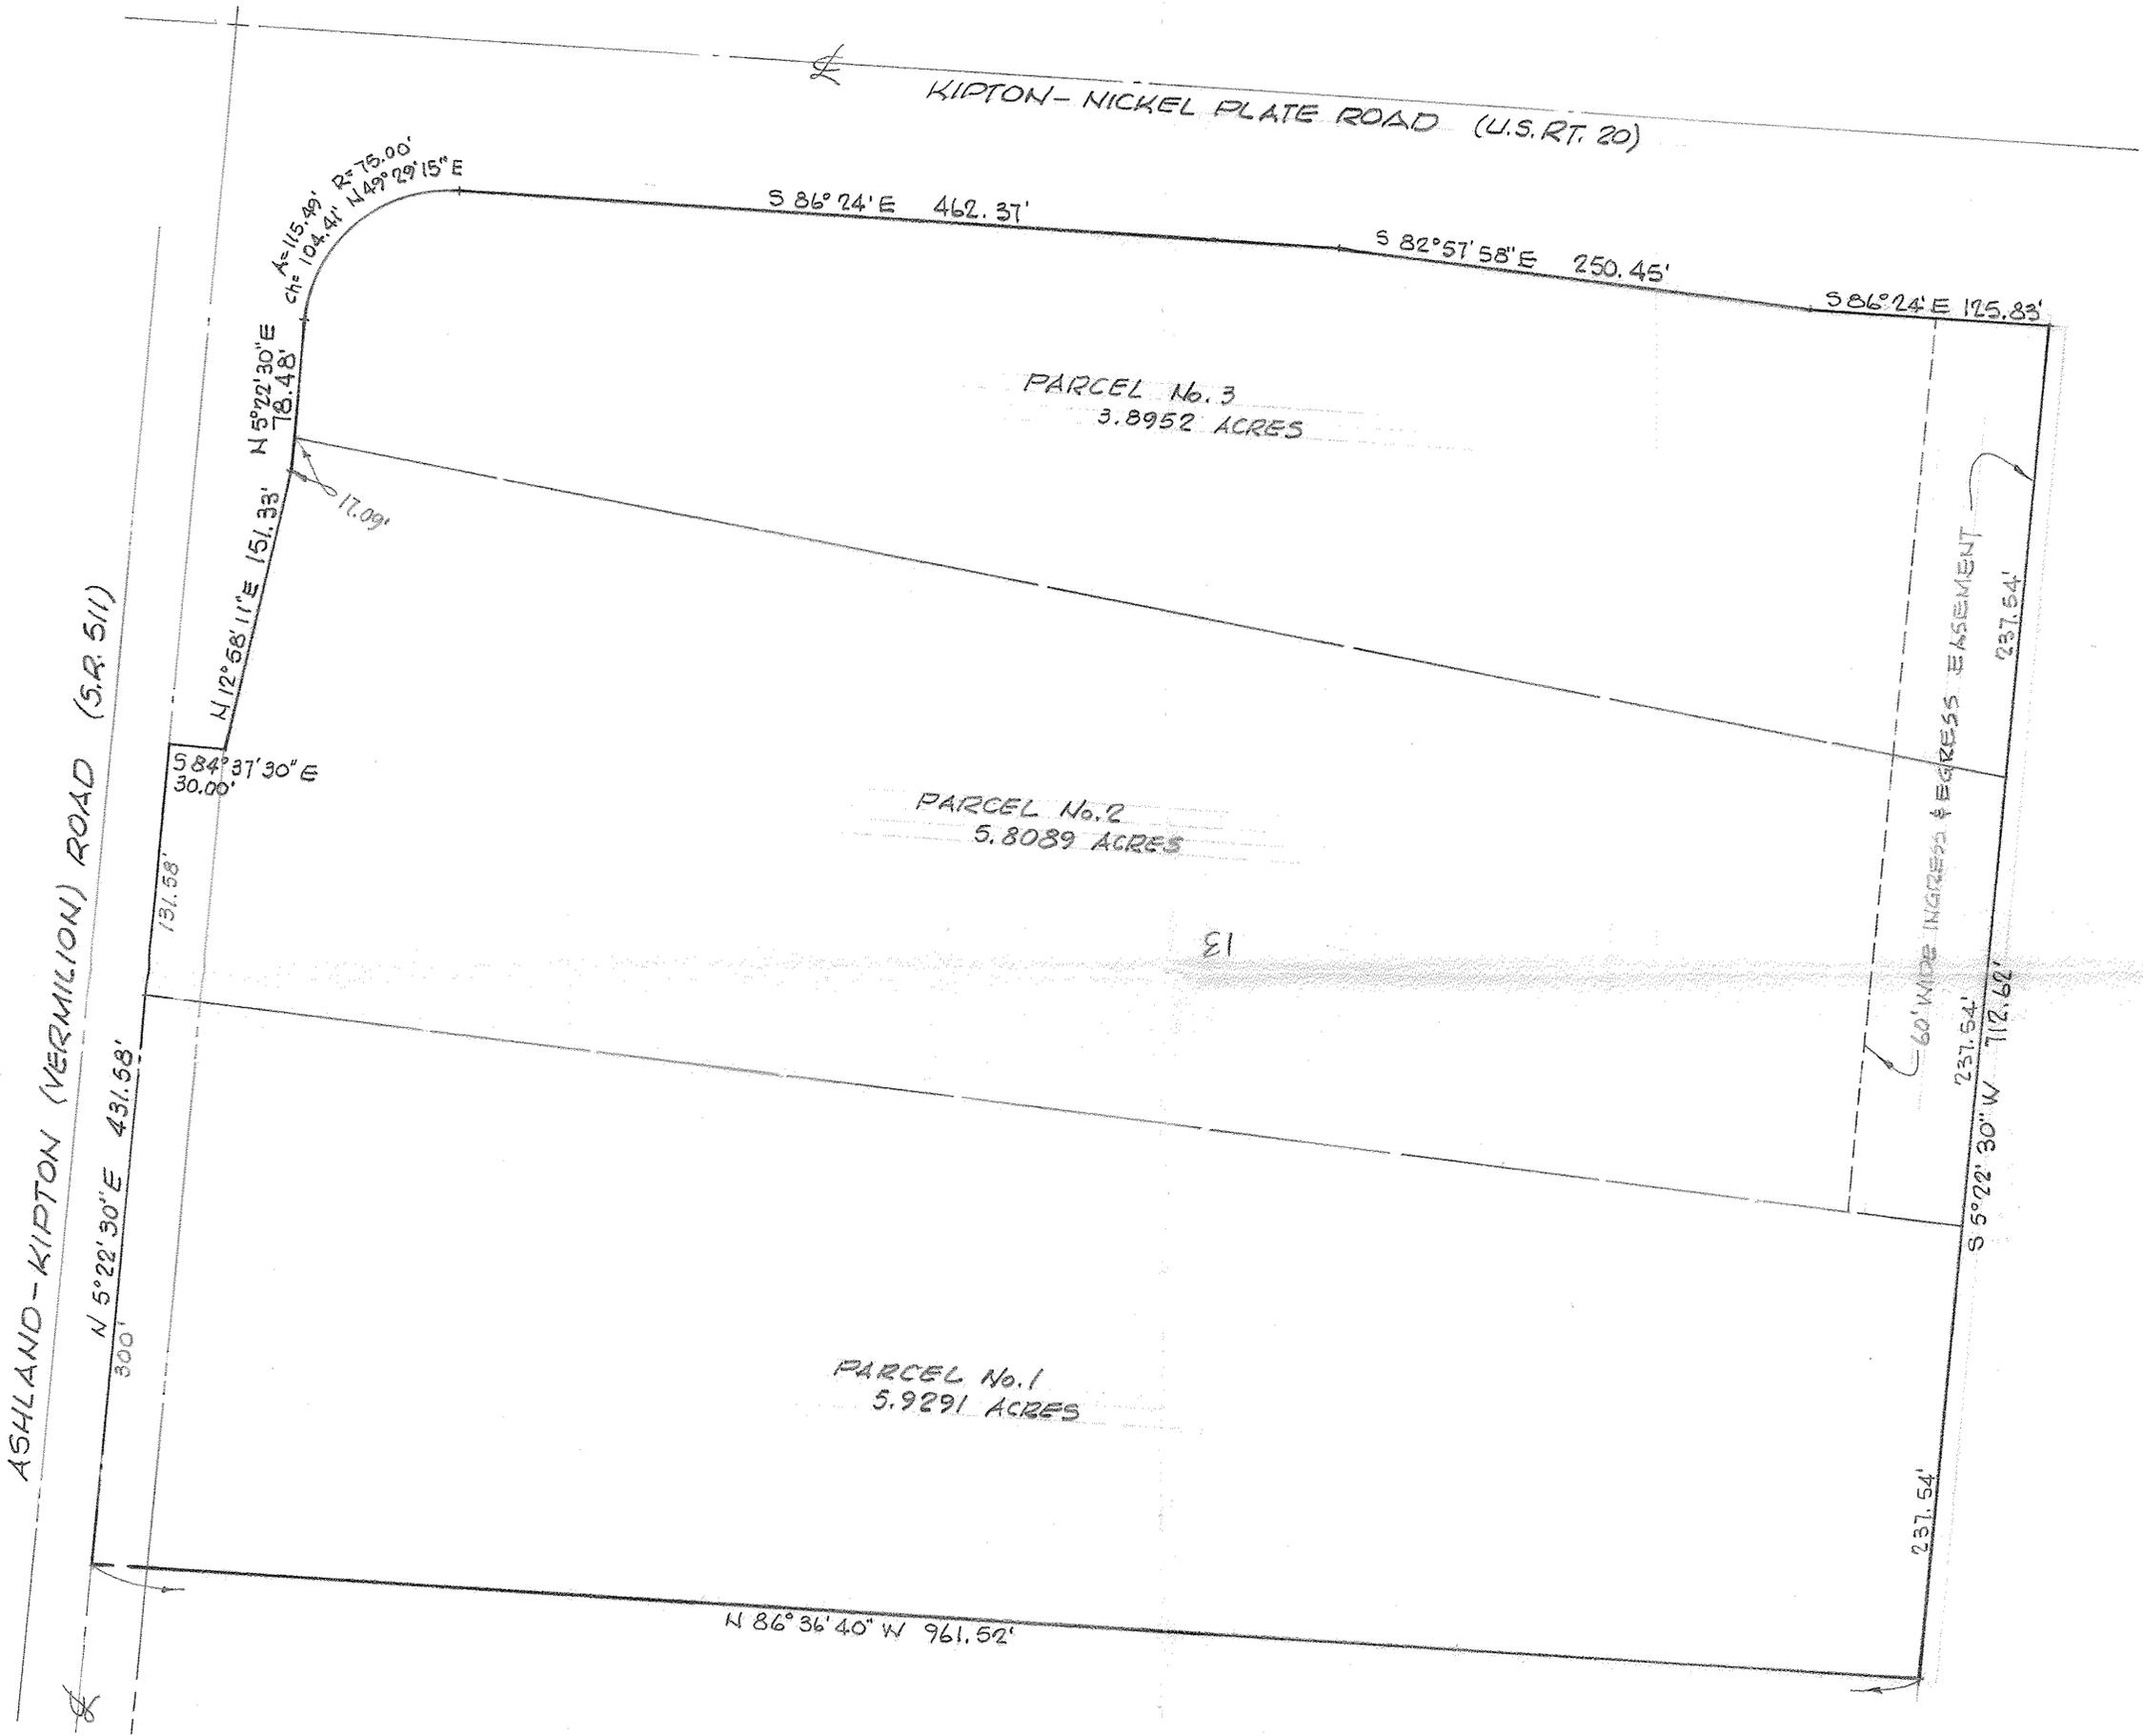 ℄
KIPTON-NICKEL PLATE ROAD (U.S. RT. 20)
R=75.00'
A=115.49'
N 49°29'15"E
Ch=104.41'
S 86°24'E 462.37'
S 82°57'58"E 250.45'
S 86°24'E 125.83'
N 5°22'30"E
78.48'
17.09'
N 12°58'11"E 151.33'
PARCEL No.3
3.8952 ACRES
237.54'
60' WIDE INGRESS & EGRESS EASEMENT
S 84°37'30"E
30.00'
131.58'
PARCEL No.2
5.8089 ACRES
13
237.54'
S 5°22'30"W 712.62'
ASHLAND-KIPTON (VERMILION) ROAD (S.R. 511)
N 5°22'30"E 431.58'
300'
PARCEL No.1
5.9291 ACRES
237.54'
N 86°36'40"W 961.52'
℄